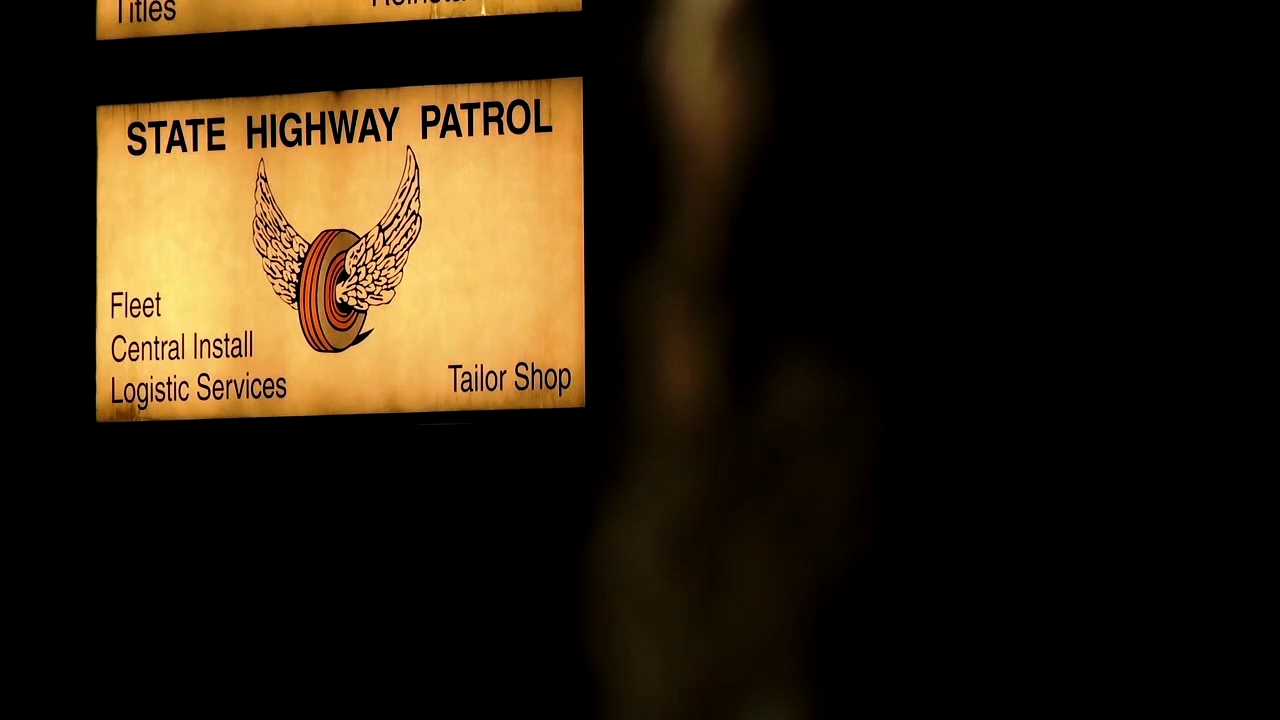 Titles
STATE HIGHWAY PATROL
Fleet
Central Install
Logistic Services
Tailor Shop